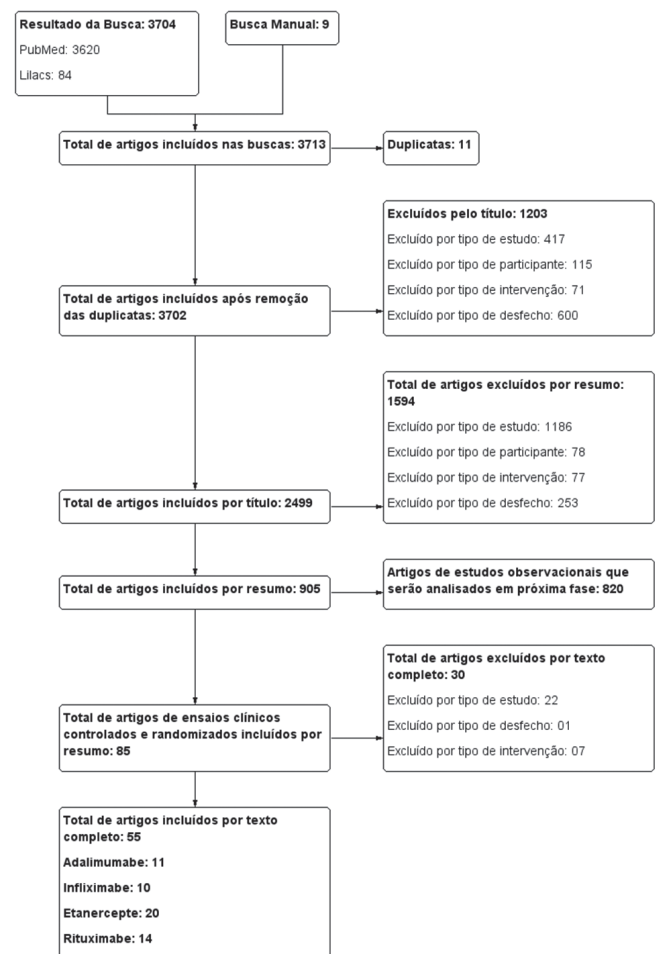 Resultado da Busca: 3704
PubMed: 3620
Lilacs: 84
Busca Manual: 9
Total de artigos incluídos nas buscas: 3713
Duplicatas: 11
Excluídos pelo título: 1203
Excluído por tipo de estudo: 417
Excluído por tipo de participante: 115
Excluído por tipo de intervenção: 71
Excluído por tipo de desfecho: 600
Total de artigos incluídos após remoção
das duplicatas: 3702
Total de artigos excluídos por resumo:
1594
Excluído por tipo de estudo: 1186
Excluído por tipo de participante: 78
Excluído por tipo de intervenção: 77
Excluído por tipo de desfecho: 253
Total de artigos incluídos por título: 2499
Total de artigos incluídos por resumo: 905
Artigos de estudos observacionais que
serão analisados em próxima fase: 820
Total de artigos excluídos por texto
completo: 30
Excluído por tipo de estudo: 22
Excluído por tipo de desfecho: 01
Excluído por tipo de intervenção: 07
Total de artigos de ensaios clínicos
controlados e randomizados incluídos por
resumo: 85
Total de artigos incluídos por texto
completo: 55
Adalimumabe: 11
Infliximabe: 10
Etanercepte: 20
Rituximabe: 14